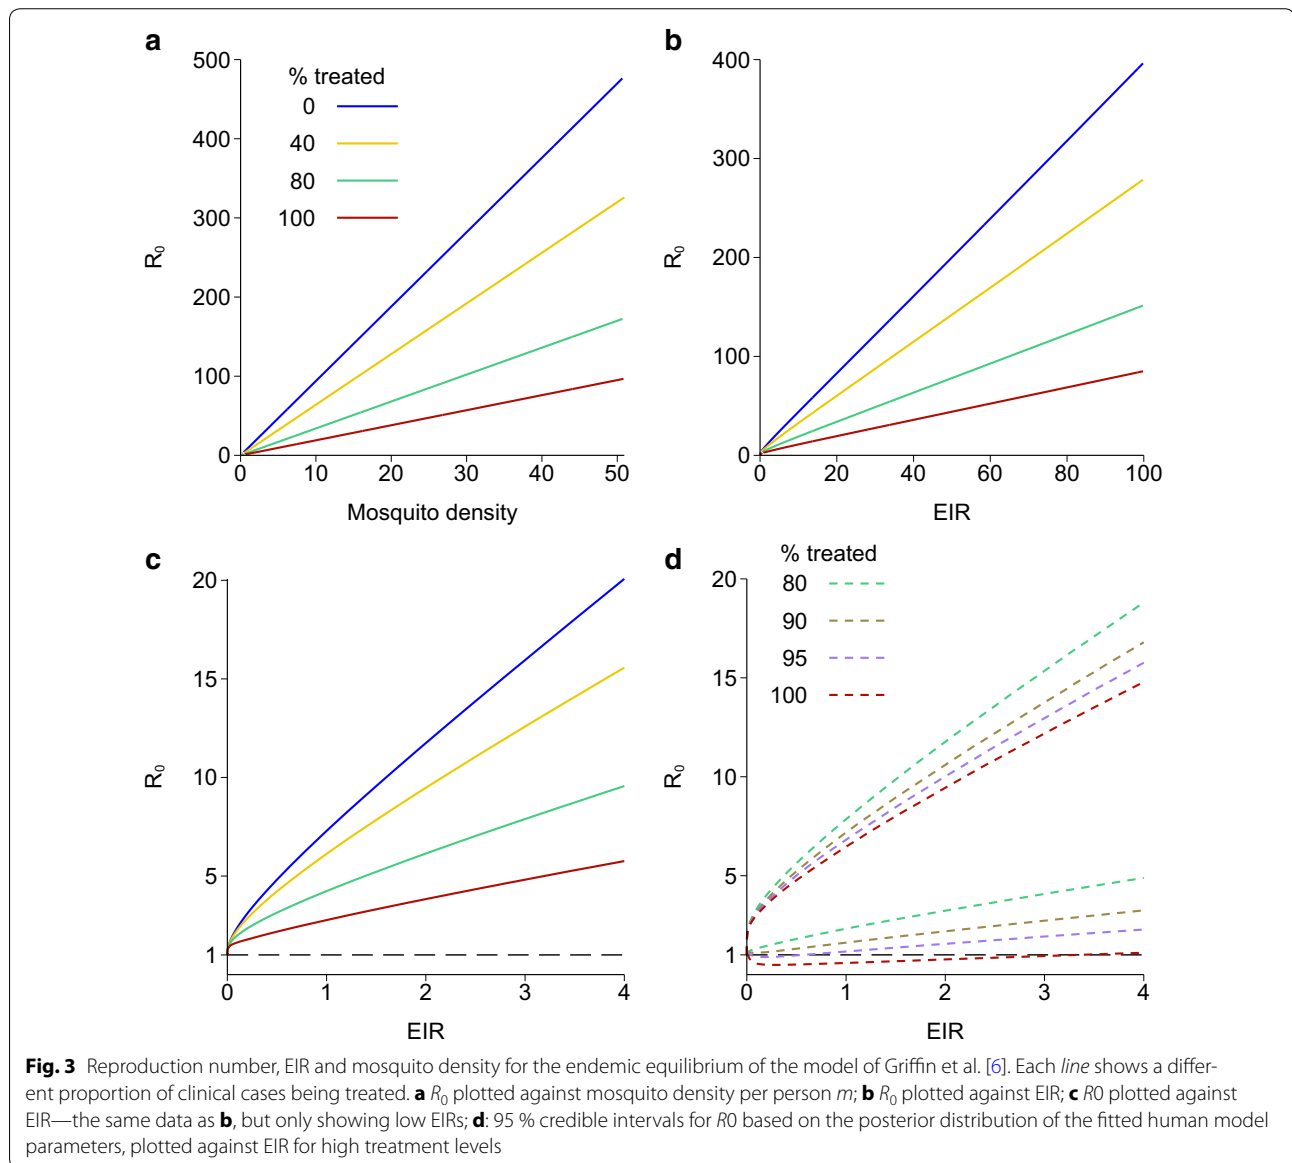 a
500
400
300
200
100
0
R0
% treated
0
40
80
100
0 10 20 30 40 50
Mosquito density
b
400
300
200
100
0
R0
0 20 40 60 80 100
EIR
c
20
15
10
5
1
R0
0 1 2 3 4
EIR
d
% treated
80
90
95
100
20
15
10
5
1
R0
0 1 2 3 4
EIR
Fig. 3 Reproduction number, EIR and mosquito density for the endemic equilibrium of the model of Griffin et al. [6]. Each line shows a differ-
ent proportion of clinical cases being treated. a R0 plotted against mosquito density per person m; b R0 plotted against EIR; c R0 plotted against
EIR—the same data as b, but only showing low EIRs; d: 95 % credible intervals for R0 based on the posterior distribution of the fitted human model
parameters, plotted against EIR for high treatment levels